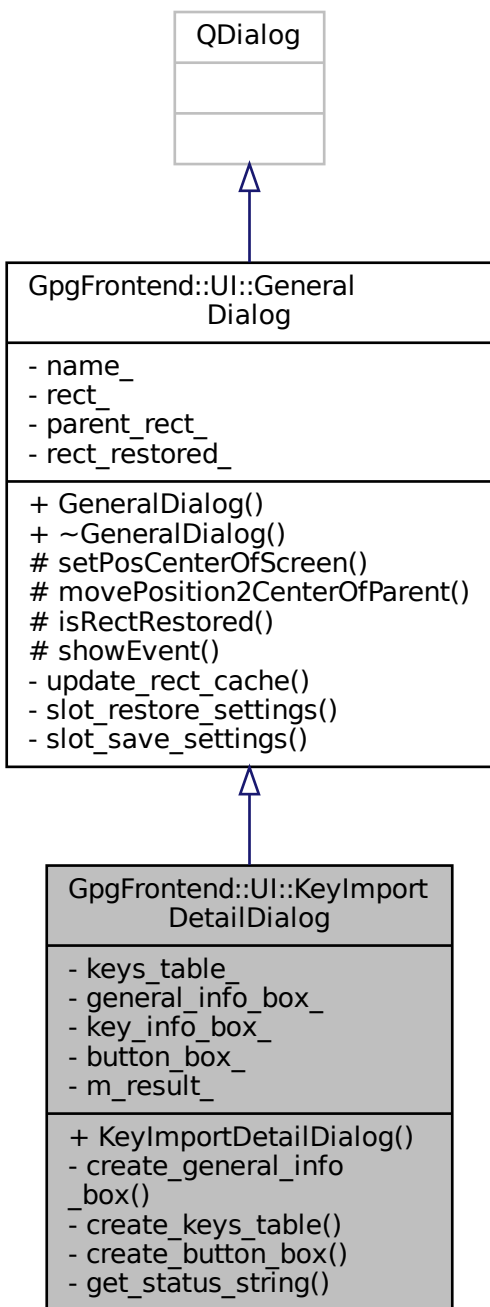 QDialog
GpgFrontend::UI::General
Dialog
- name_
- rect_
- parent_rect_
- rect_restored_
+ GeneralDialog()
+ ~GeneralDialog()
# setPosCenterOfScreen()
# movePosition2CenterOfParent()
# isRectRestored()
# showEvent()
- update_rect_cache()
- slot_restore_settings()
- slot_save_settings()
GpgFrontend::UI::KeyImport
DetailDialog
- keys_table_
- general_info_box_
- key_info_box_
- button_box_
- m_result_
+ KeyImportDetailDialog()
- create_general_info
_box()
- create_keys_table()
- create_button_box()
- get_status_string()